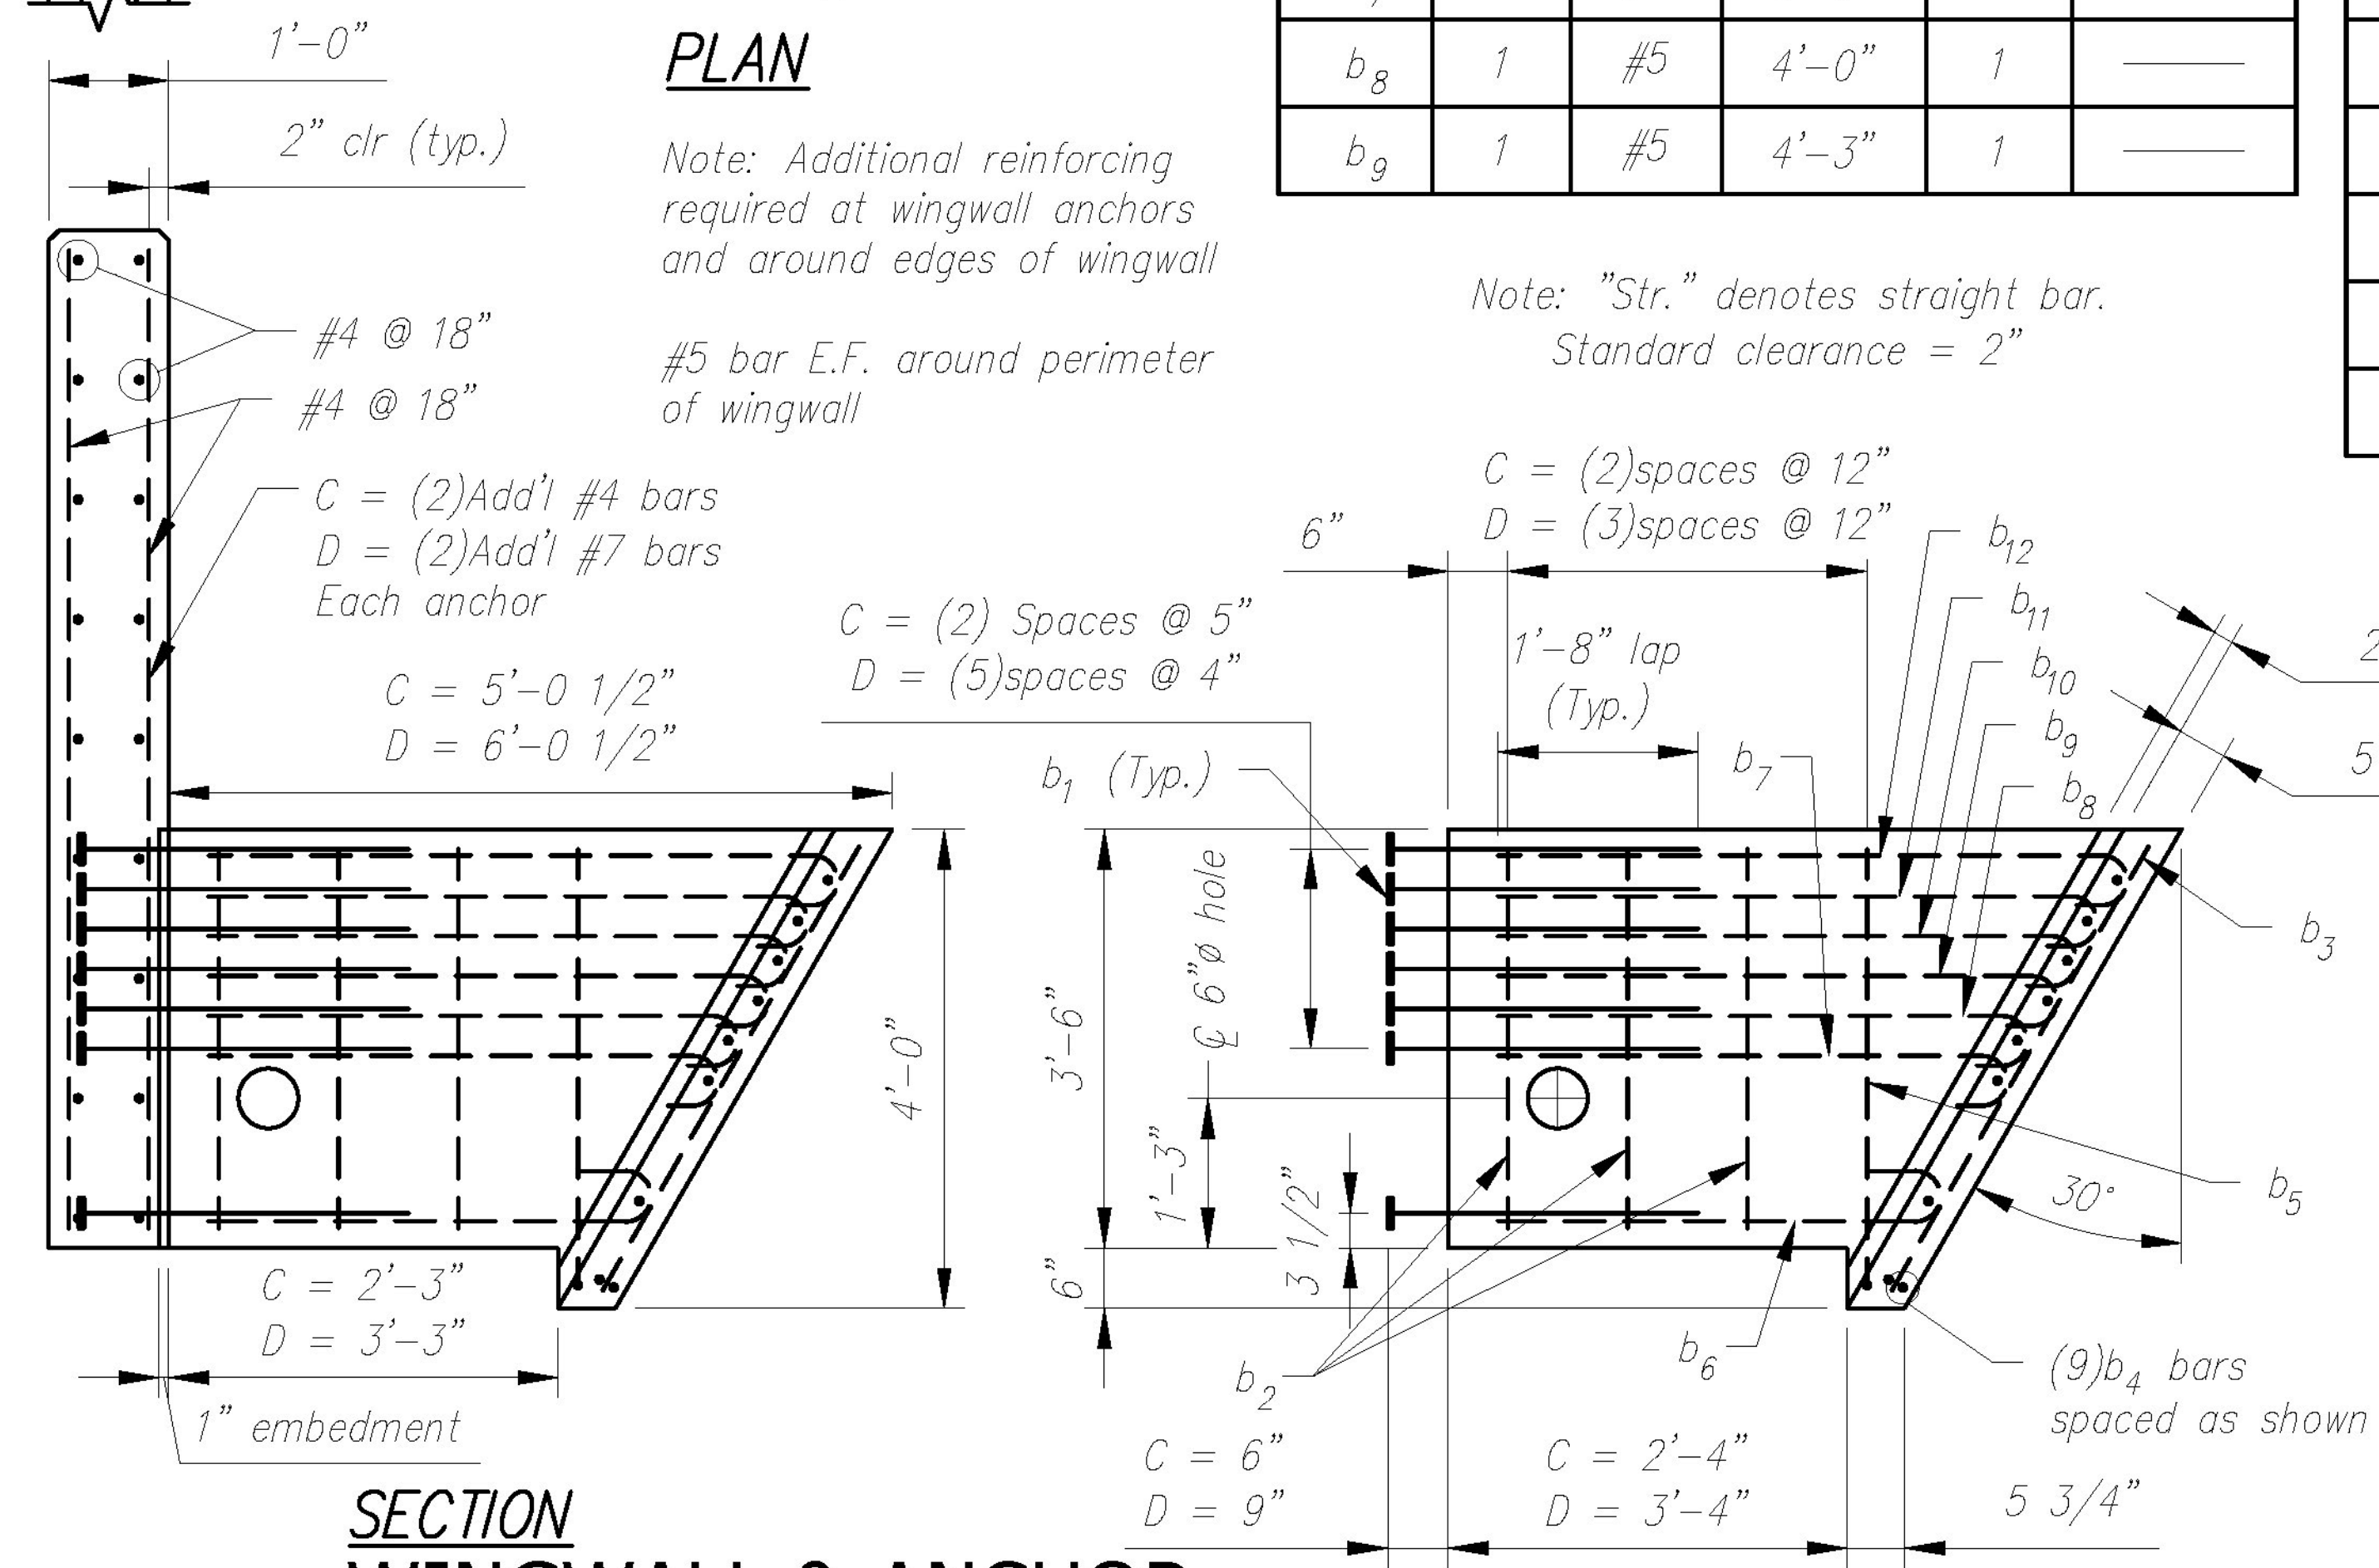 1'-0"
2" clr (typ.)
PLAN
Note: Additional reinforcing
required at wingwall anchors
and around edges of wingwall
#5 bar E.F. around perimeter
of wingwall
b8 1 #5 4'-0" 1
b9 1 #5 4'-3" 1
Note: "Str." denotes straight bar.
Standard clearance = 2"
#4 @ 18"
#4 @ 18"
C = (2)Add'l #4 bars
D = (2)Add'l #7 bars
Each anchor
C = 5'-0 1/2"
D = 6'-0 1/2"
4'-0"
C = 2'-3"
D = 3'-3"
1" embedment
SECTION
WINGWALL & ANCHOR
C = (2)spaces @ 12"
D = (3)spaces @ 12"
6"
C = (2) Spaces @ 5"
D = (5)spaces @ 4"
1'-8" lap
(Typ.)
b1 (Typ.)
b7
b12
b11
b10
b9
b8
2
5
b3
℄ 6"ø hole
3'-6"
1'-3"
3 1/2"
6"
30°
b5
b2
b6
(9)b4 bars
spaced as shown
C = 6"
D = 9"
C = 2'-4"
D = 3'-4"
5 3/4"